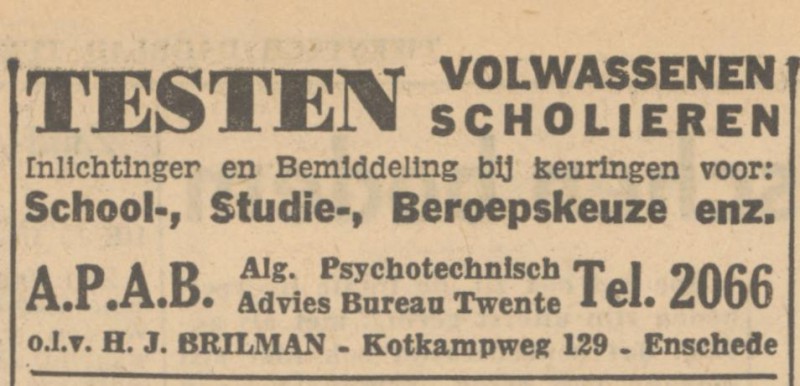 TESTEN VOLWASSENEN
SCHOLIEREN
Inlichtingen en Bemiddeling bij keuringen voor:
School-, Studie-, Beroepskeuze enz.
A.P.A.B. Alg. Psychotechnisch
Advies Bureau Twente Tel. 2066
o.l.v. H. J. BRILMAN - Kotkampweg 129 - Enschede